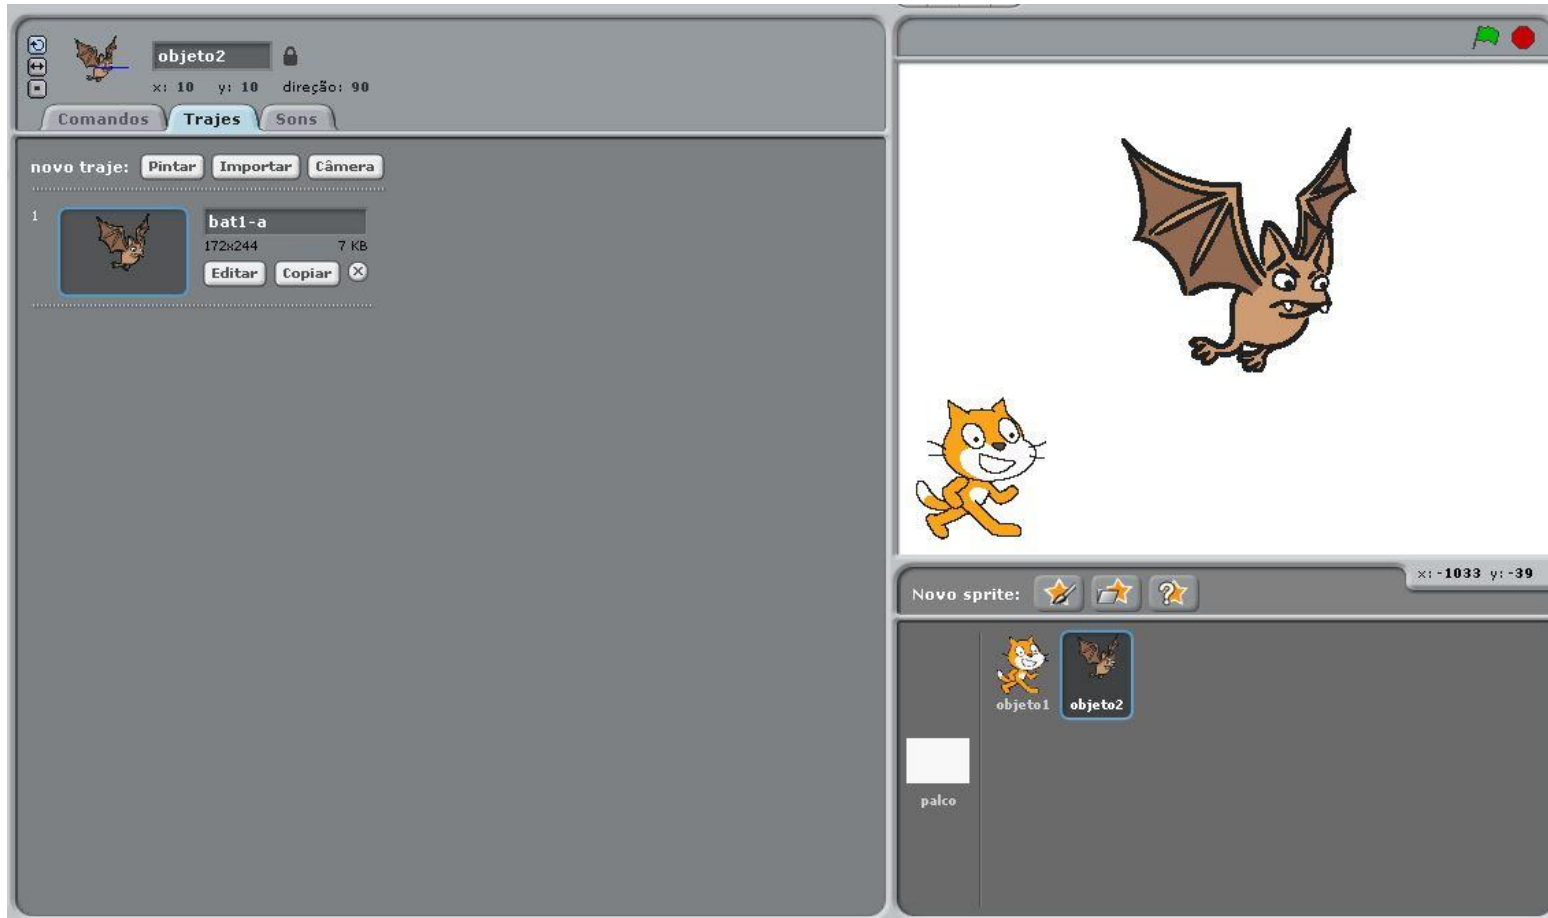 objeto2
x: 10 y: 10 direção: 90
Comandos Trajes Sons
novo traje: Pintar Importar Câmera
1
bat1-a
172x244 7 KB
Editar Copiar
x: -1033 y: -39
Novo sprite:
objeto1 objeto2
palco